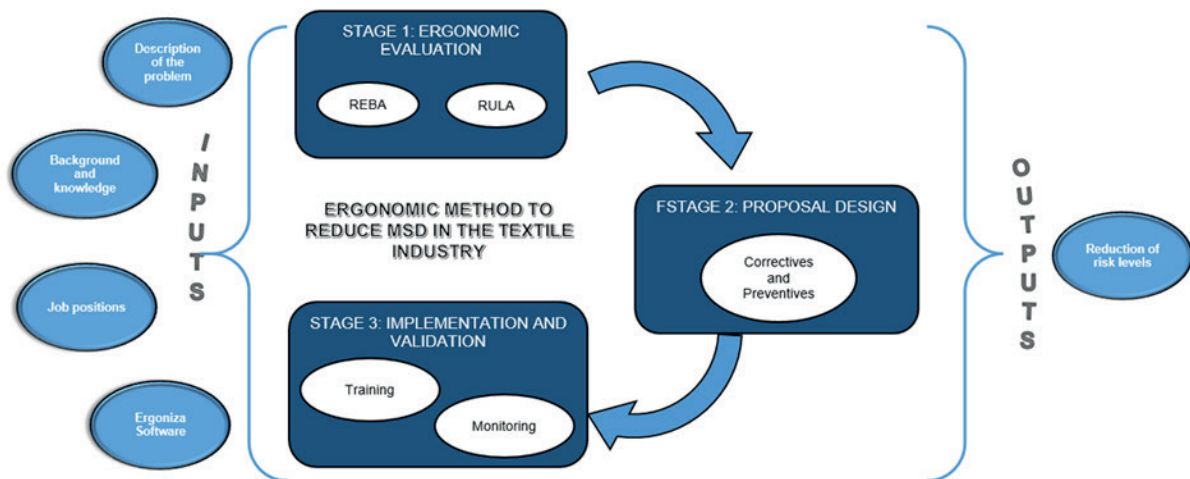 Description
of the
problem
Background
and
knowledge
Job positions
Ergoniza
Software
INPUTS
STAGE 1: ERGONOMIC
EVALUATION
REBA
RULA
ERGONOMIC METHOD TO
REDUCE MSD IN THE TEXTILE
INDUSTRY
FSTAGE 2: PROPOSAL DESIGN
Correctives
and
Preventives
STAGE 3: IMPLEMENTATION AND
VALIDATION
Training
Monitoring
OUTPUTS
Reduction of
risk levels